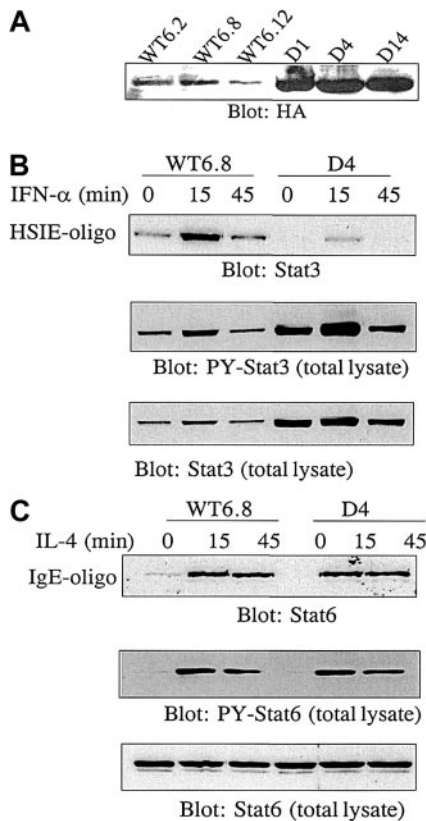 A
WT6.2 WT6.8 WT6.12 D1 D4 D14
Blot: HA
B
WT6.8 D4
IFN-α (min) 0 15 45 0 15 45
HSIE-oligo
Blot: Stat3
Blot: PY-Stat3 (total lysate)
Blot: Stat3 (total lysate)
C
WT6.8 D4
IL-4 (min) 0 15 45 0 15 45
IgE-oligo
Blot: Stat6
Blot: PY-Stat6 (total lysate)
Blot: Stat6 (total lysate)